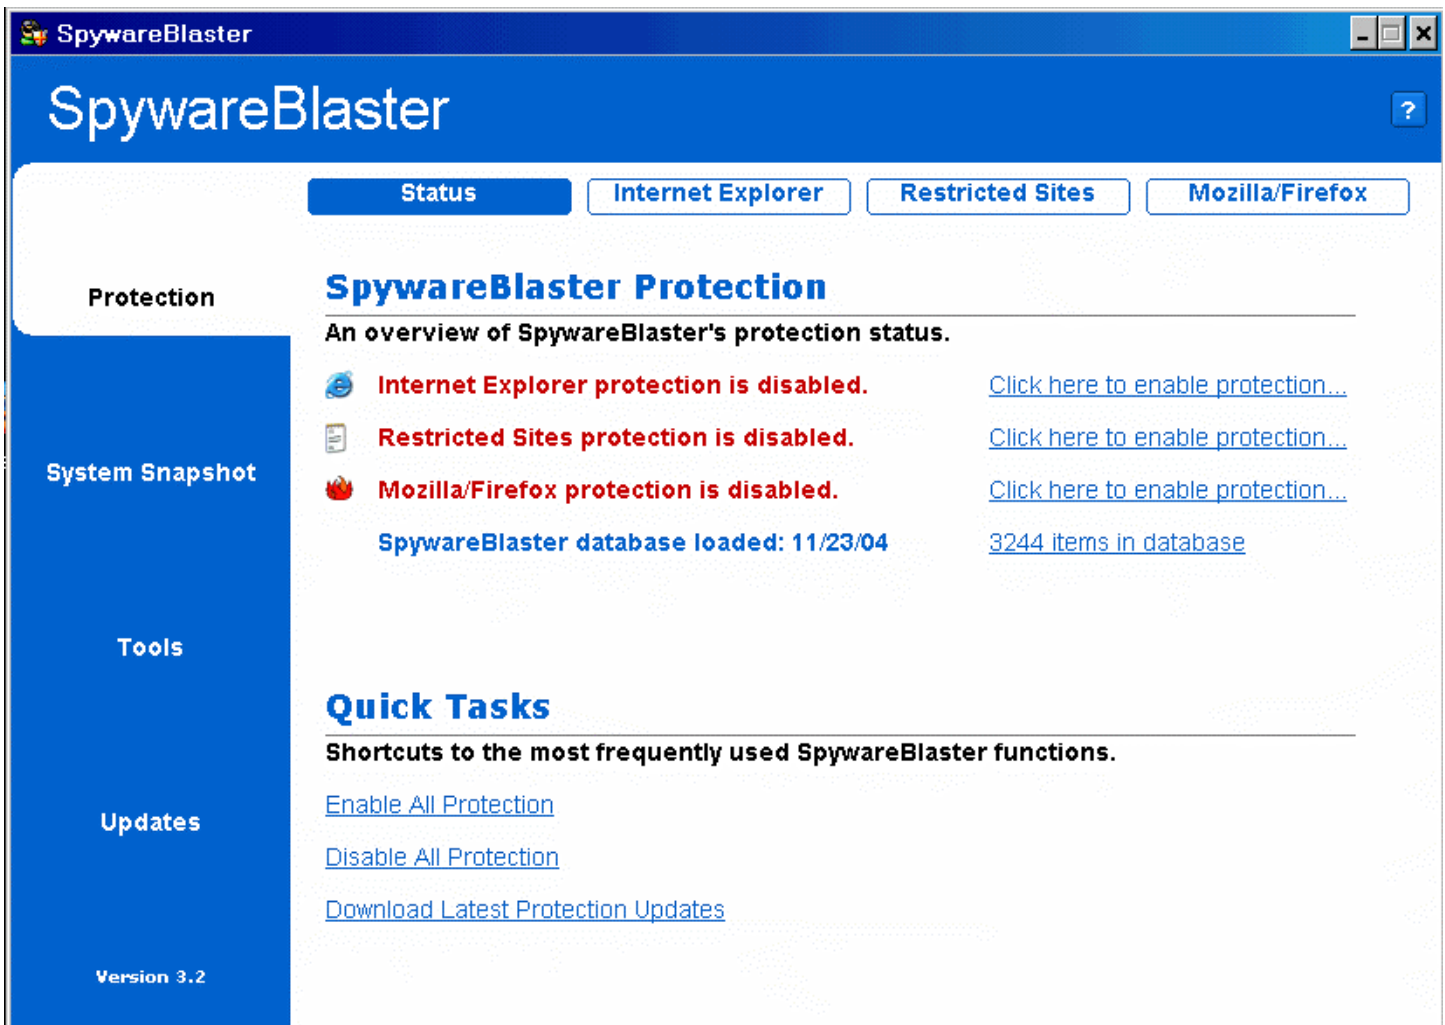 SpywareBlaster
SpywareBlaster
?
Status Internet Explorer Restricted Sites Mozilla/Firefox
Protection
System Snapshot
Tools
Updates
Version 3.2
SpywareBlaster Protection
An overview of SpywareBlaster's protection status.
Internet Explorer protection is disabled. Click here to enable protection...
Restricted Sites protection is disabled. Click here to enable protection...
Mozilla/Firefox protection is disabled. Click here to enable protection...
SpywareBlaster database loaded: 11/23/04 3244 items in database
Quick Tasks
Shortcuts to the most frequently used SpywareBlaster functions.
Enable All Protection
Disable All Protection
Download Latest Protection Updates